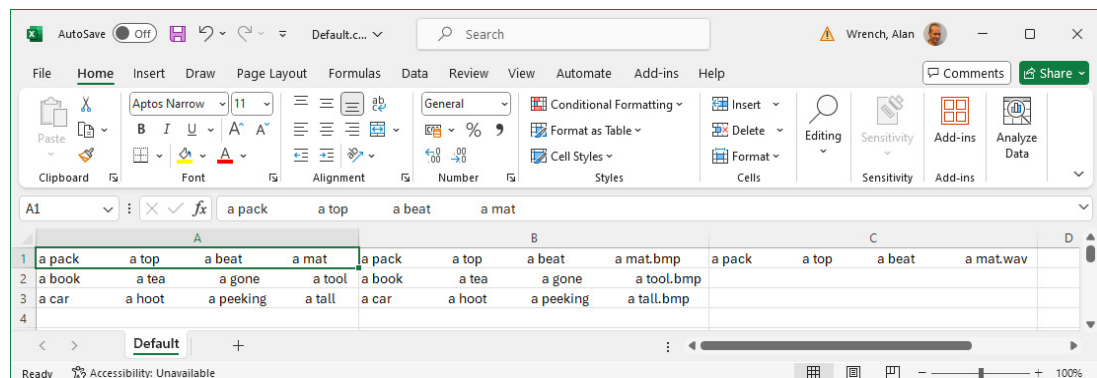 AutoSave Off Default.c... Search Wrench, Alan
File Home Insert Draw Page Layout Formulas Data Review View Automate Add-ins Help Comments Share
Paste Aptos Narrow 11 B I U A A A ab General % 9 .00 .0 .00 Conditional Formatting Format as Table Cell Styles Insert Delete Format Editing Sensitivity Add-ins Analyze Data
Clipboard Font Alignment Number Styles Cells Sensitivity Add-ins
A1 fx a pack a top a beat a mat
A B C D
1 a pack a top a beat a mat a pack a top a beat a mat.bmp a pack a top a beat a mat.wav
2 a book a tea a gone a tool a book a tea a gone a tool.bmp
3 a car a hoot a peeking a tall a car a hoot a peeking a tall.bmp
4
Default
Ready Accessibility: Unavailable 100%